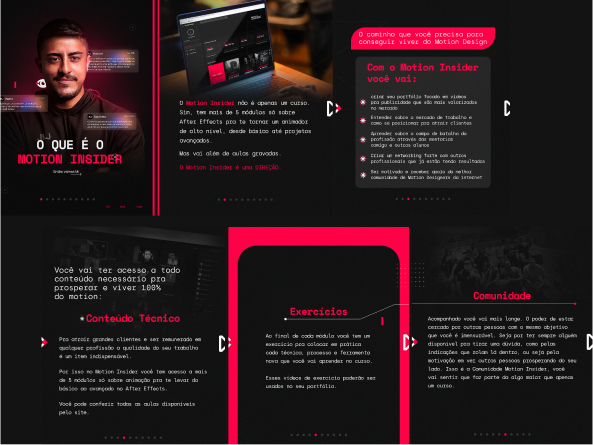 O QUE É O
MOTION INSIDER
O Motion Insider não é apenas um curso.
Sin, tem mais de 5 módulos só sobre
After Effects pro te tornar um animador
de alto nível, desde básico até projetos
avançados.
Mas vai além de aulas gravadas.
O Motion Insider é uma DIREÇÃO
O caminho que você precisa para
conseguir viver do Motion Design
Com o Motion Insider
você vai:
criar seu portfólio focado em vídeos
pra publicidade que são mais valorizados
no mercado
Entender sobre o mercado de trabalho e
como se posicionar pra atrair clientes
Aprender sobre o campo de batalha da
profissão através das mentorias
comigo e outros alunos
Criar um networking forte com outros
profissionais que já estão tendo resultados
Ser motivado e receber apoio da melhor
comunidade de Motion Designers da internet
Você vai ter acesso a todo
conteúdo necessário pra
prosperar e viver 100%
do motion:
Conteúdo Técnico
Pra atrair grandes clientes e ser remunerado em
qualquer profissão a qualidade do seu trabalho
é um item indispensável.
Por isso no Motion Insider você tem acesso a mais
de 5 módulos só sobre animação pra te levar do
básico ao avançado no After Effects.
Você pode conferir todas as aulas disponíveis
pelo site.
Exercícios
Ao final de cada módulo você tem um
exercício pra colocar em prática
cada técnica, processo e ferramenta
nova que você vai aprender no curso.
Esses vídeos de exercício poderão ser
usados no seu portfólio.
Comunidade
Acompanhado você vai mais longe. O poder de estar
cercado por outras pessoas com o mesmo objetivo
que você é imensurável. Seja por ter sempre alguém
disponível pra tirar uma dúvida, como pelas
indicações que rolam lá dentro, ou seja pela
motivação em ver outras pessoas prosperando do seu
lado. Isso é a Comunidade Motion Insider, você
vai sentir que faz parte de algo maior que apenas
um curso.